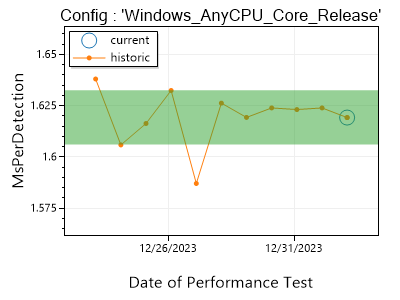 Config : 'Windows_AnyCPU_Core_Release'
current
historic
MsPerDetection
1.65
1.625
1.6
1.575
12/26/2023
12/31/2023
Date of Performance Test